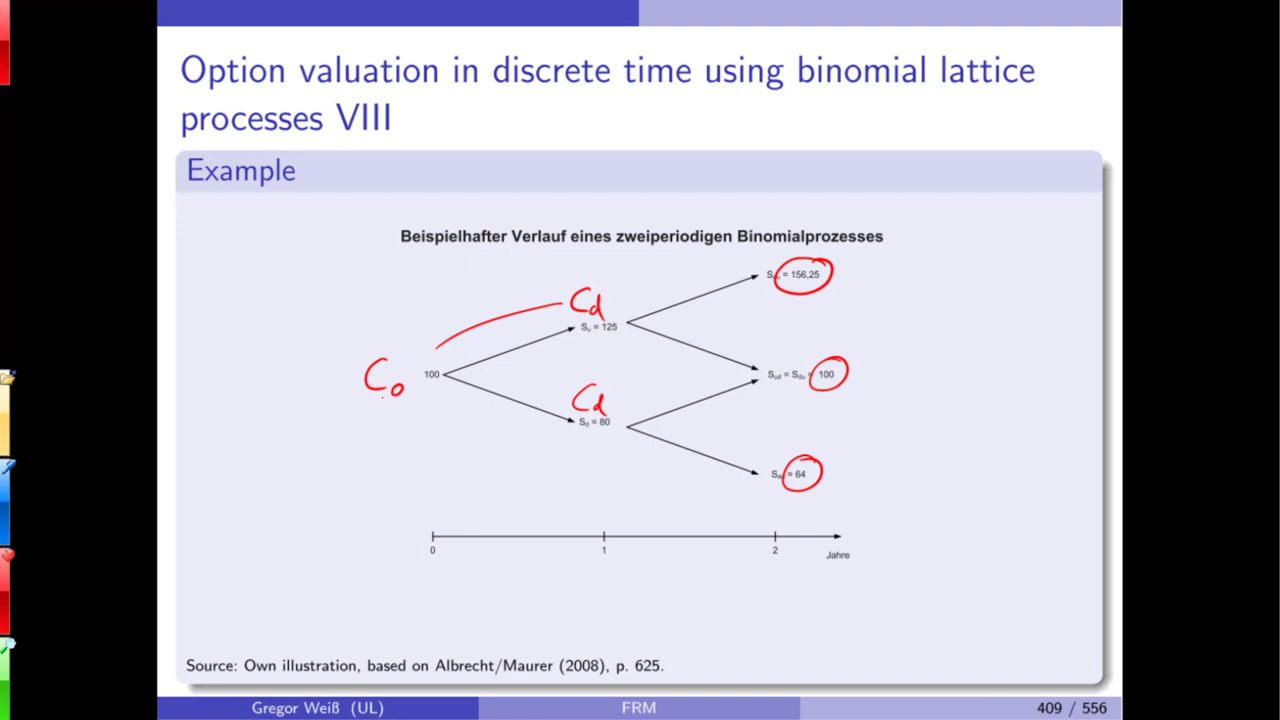 Option valuation in discrete time using binomial lattice
processes VIII
Example
Beispielhafter Verlauf eines zweiperiodigen Binomialprozesses
= 156,25
Cd
Su = 125
C0
100
Sud = Sdu = 100
Cd
Sd = 80
= 64
0 1 2
Jahre
Source: Own illustration, based on Albrecht/Maurer (2008), p. 625.
Gregor Weiß (UL) FRM 409 / 556